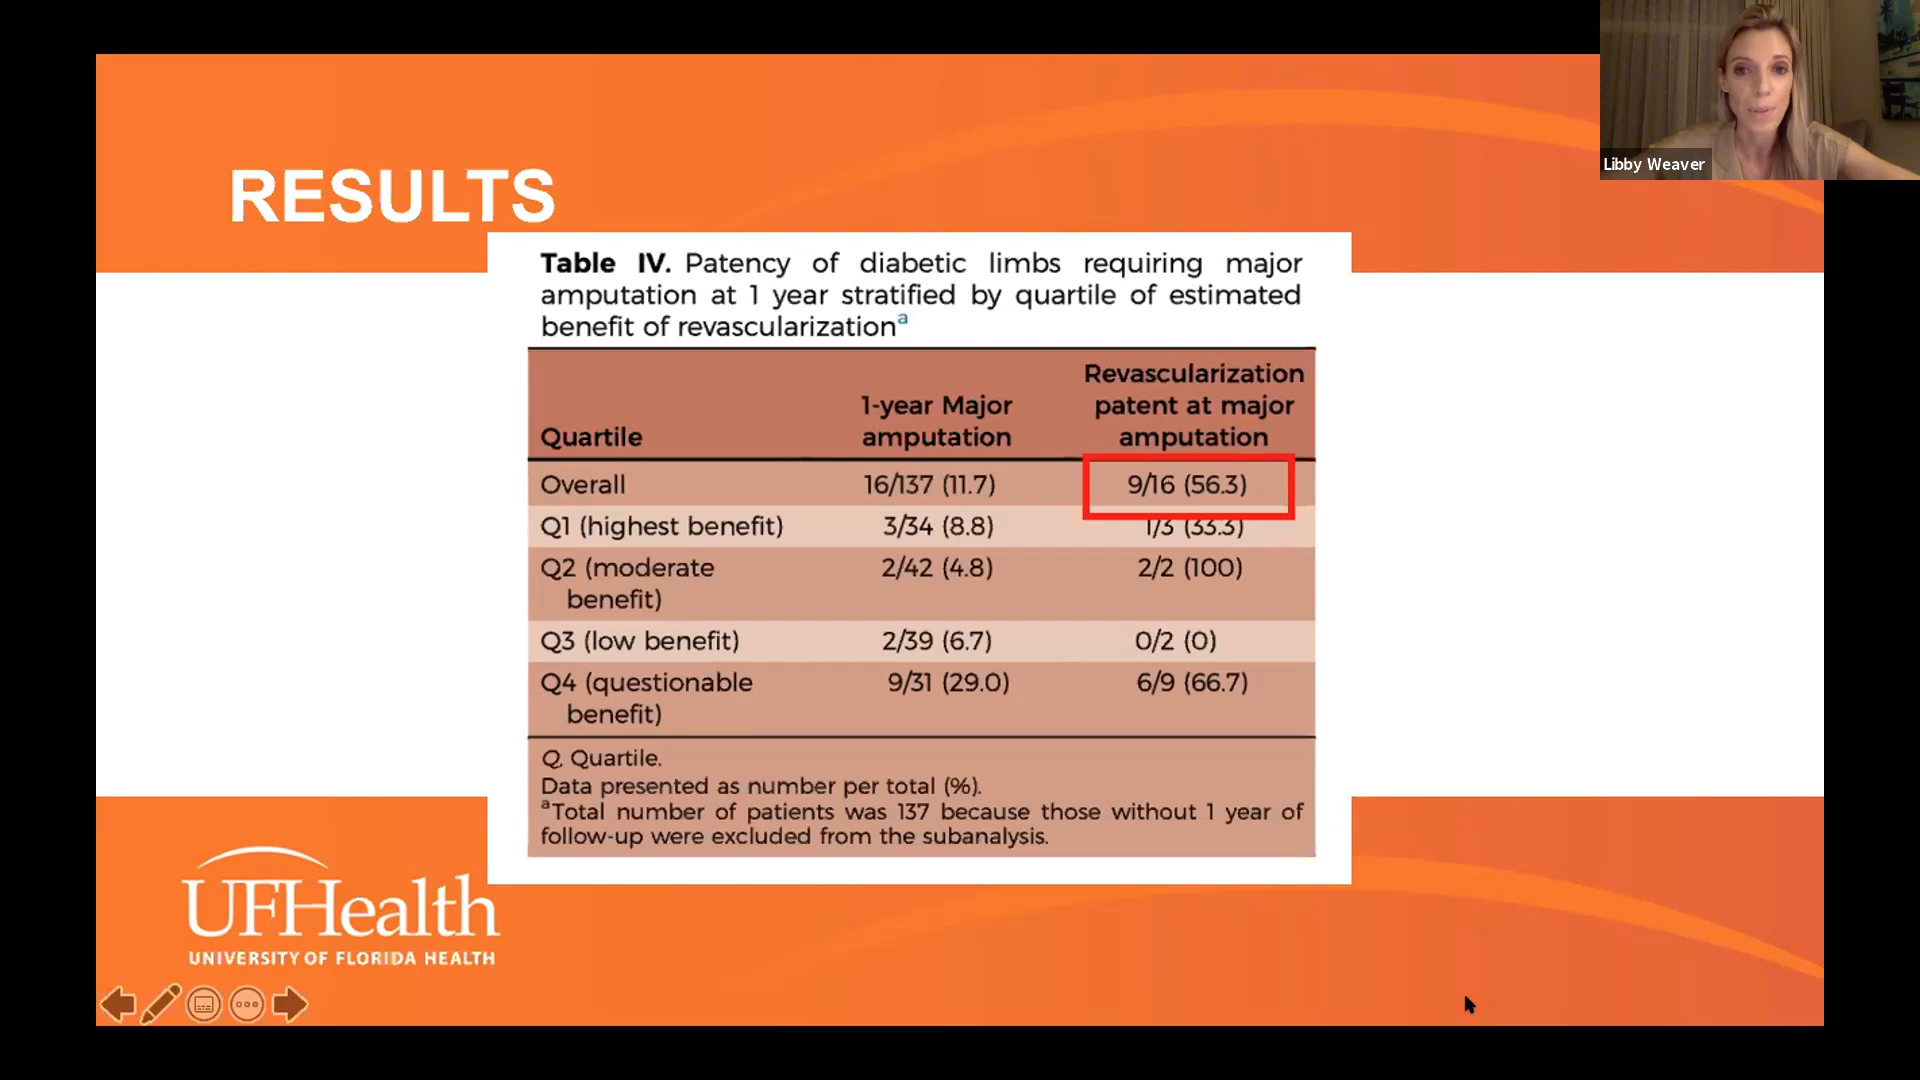 Libby Weaver
RESULTS
Table IV. Patency of diabetic limbs requiring major
amputation at 1 year stratified by quartile of estimated
benefit of revascularizationᵃ
Quartile 1-year Major amputation Revascularization patent at major amputation
Overall 16/137 (11.7) 9/16 (56.3)
Q1 (highest benefit) 3/34 (8.8) 1/3 (33.3)
Q2 (moderate benefit) 2/42 (4.8) 2/2 (100)
Q3 (low benefit) 2/39 (6.7) 0/2 (0)
Q4 (questionable benefit) 9/31 (29.0) 6/9 (66.7)
Q, Quartile.
Data presented as number per total (%).
ᵃTotal number of patients was 137 because those without 1 year of
follow-up were excluded from the subanalysis.
UFHealth
UNIVERSITY OF FLORIDA HEALTH